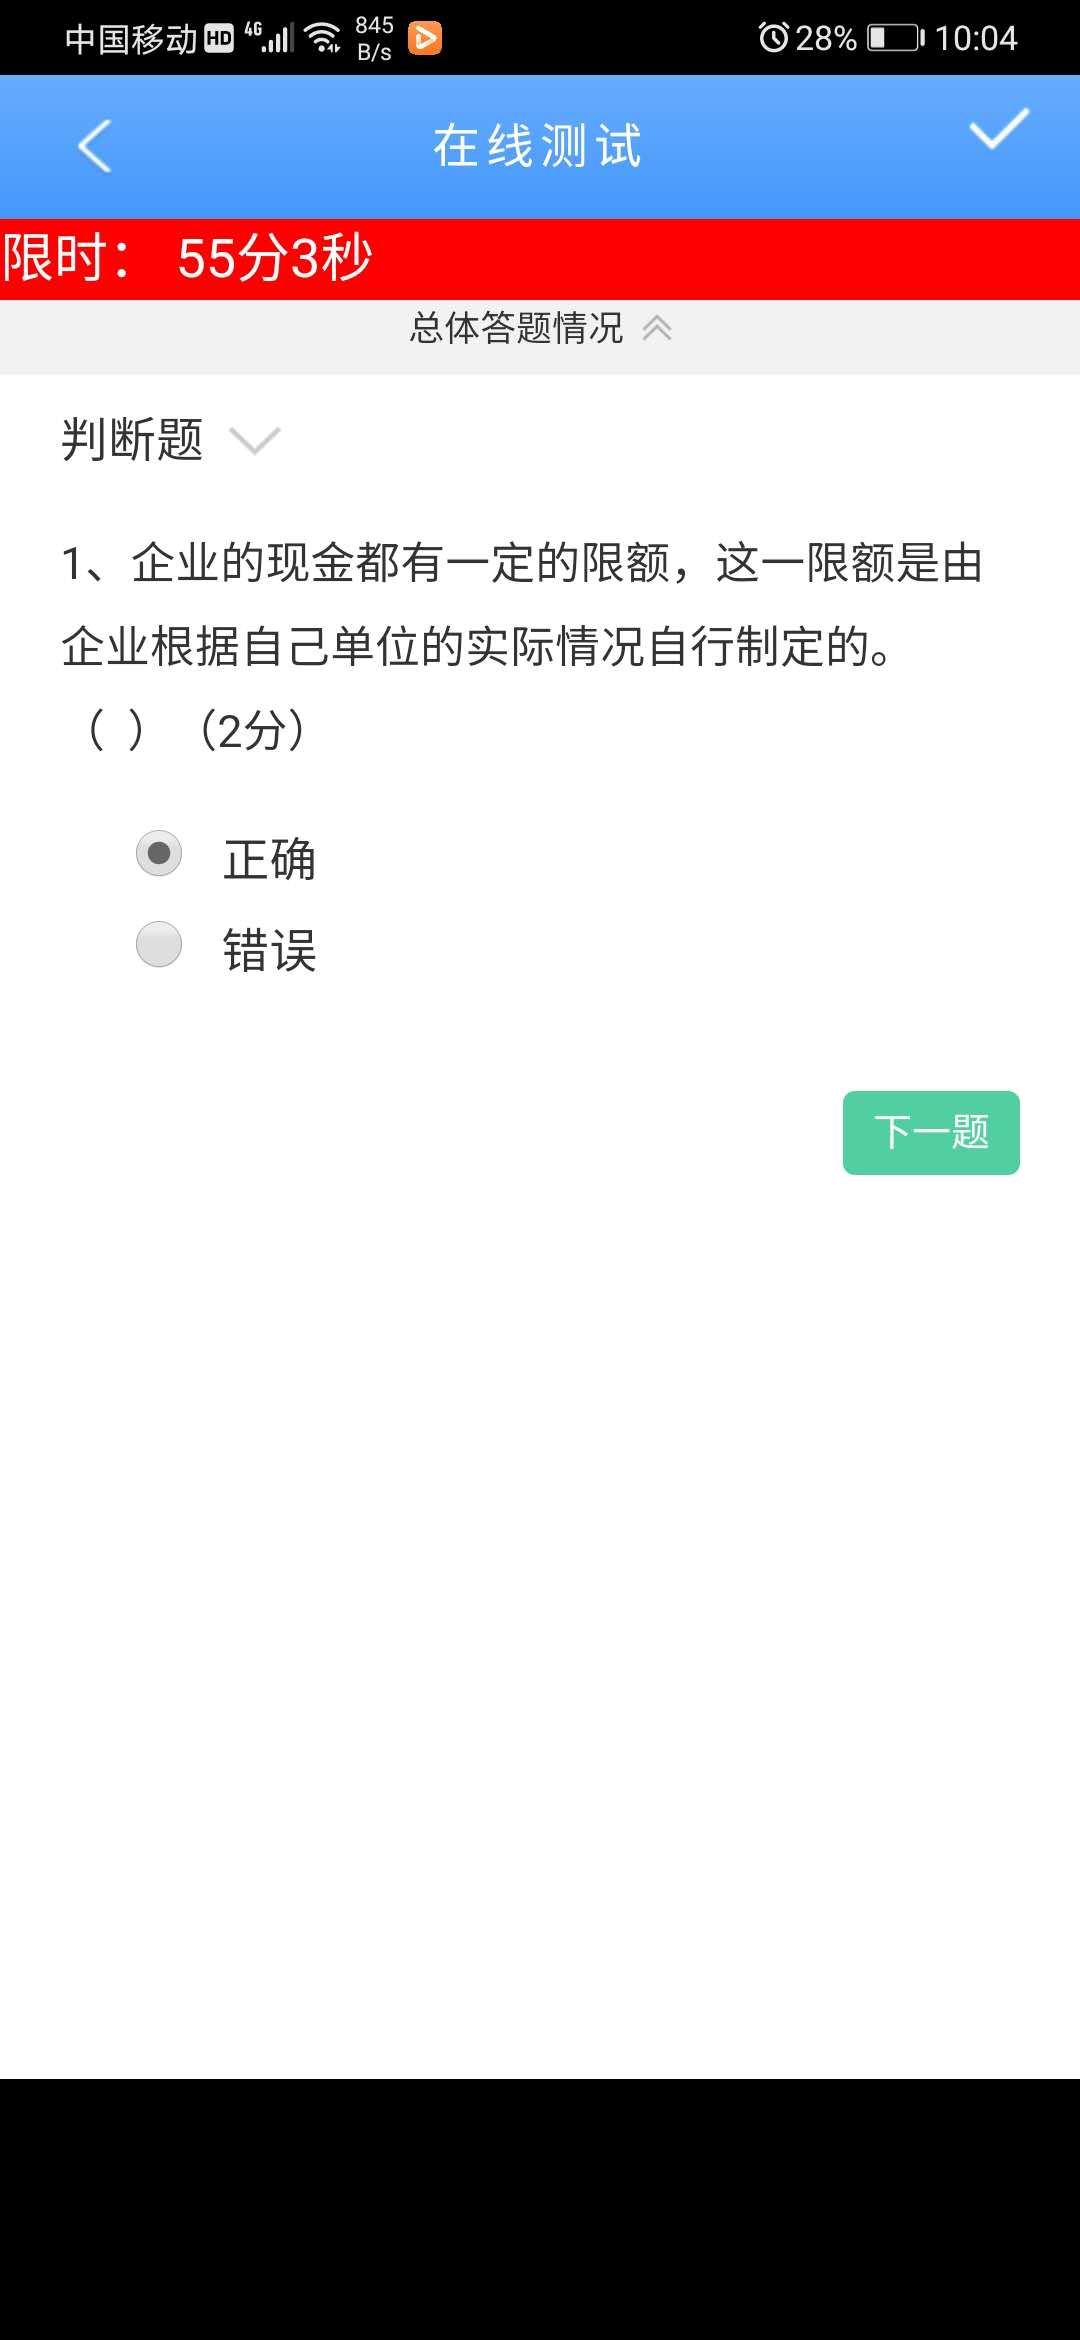 中国移动 HD 4G 845 B/s 28% 10:04
在线测试
限时： 55分3秒
总体答题情况
判断题
1、企业的现金都有一定的限额，这一限额是由
企业根据自己单位的实际情况自行制定的。
（ ）（2分）
正确
错误
下一题